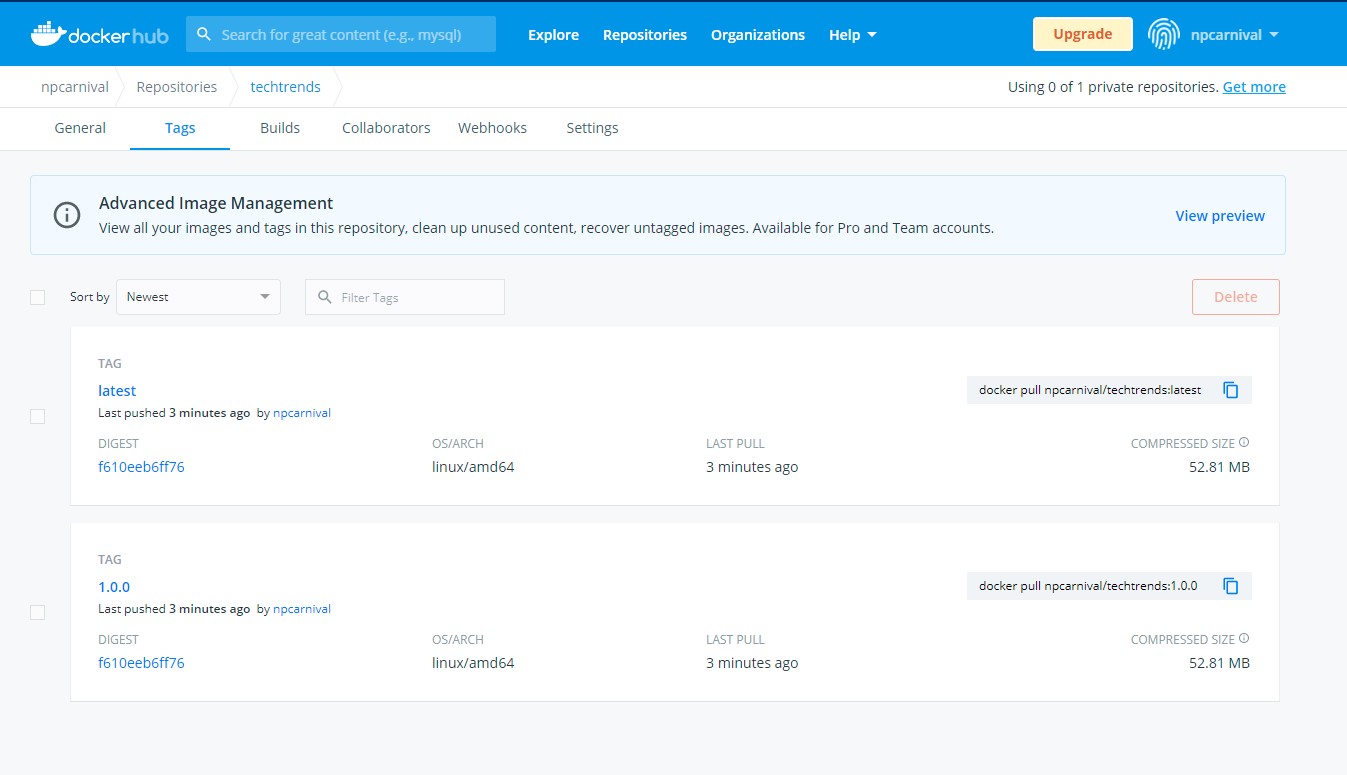 docker hub
Search for great content (e.g., mysql)
Explore Repositories Organizations Help
Upgrade
npcarnival
npcarnival Repositories techtrends
Using 0 of 1 private repositories. Get more
General Tags Builds Collaborators Webhooks Settings
Advanced Image Management
View all your images and tags in this repository, clean up unused content, recover untagged images. Available for Pro and Team accounts.
View preview
Sort by Newest Filter Tags Delete
TAG
latest
docker pull npcarnival/techtrends:latest
Last pushed 3 minutes ago by npcarnival
DIGEST OS/ARCH LAST PULL COMPRESSED SIZE
f610eeb6ff76 linux/amd64 3 minutes ago 52.81 MB
TAG
1.0.0
docker pull npcarnival/techtrends:1.0.0
Last pushed 3 minutes ago by npcarnival
DIGEST OS/ARCH LAST PULL COMPRESSED SIZE
f610eeb6ff76 linux/amd64 3 minutes ago 52.81 MB